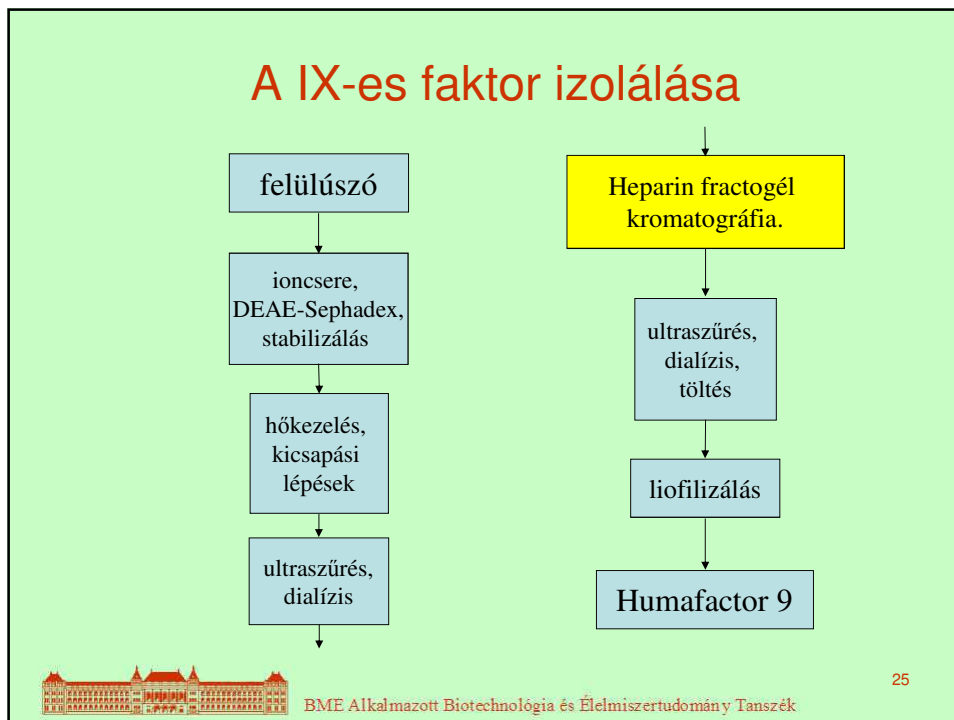 A IX-es faktor izolálása
felülúszó
ioncsere,
DEAE-Sephadex,
stabilizálás
hőkezelés,
kicsapási
lépések
ultraszűrés,
dialízis
Heparin fractogél
kromatográfia.
ultraszűrés,
dialízis,
töltés
liofilizálás
Humafactor 9
BME Alkalmazott Biotechnológia és Élelmiszertudomány Tanszék
25